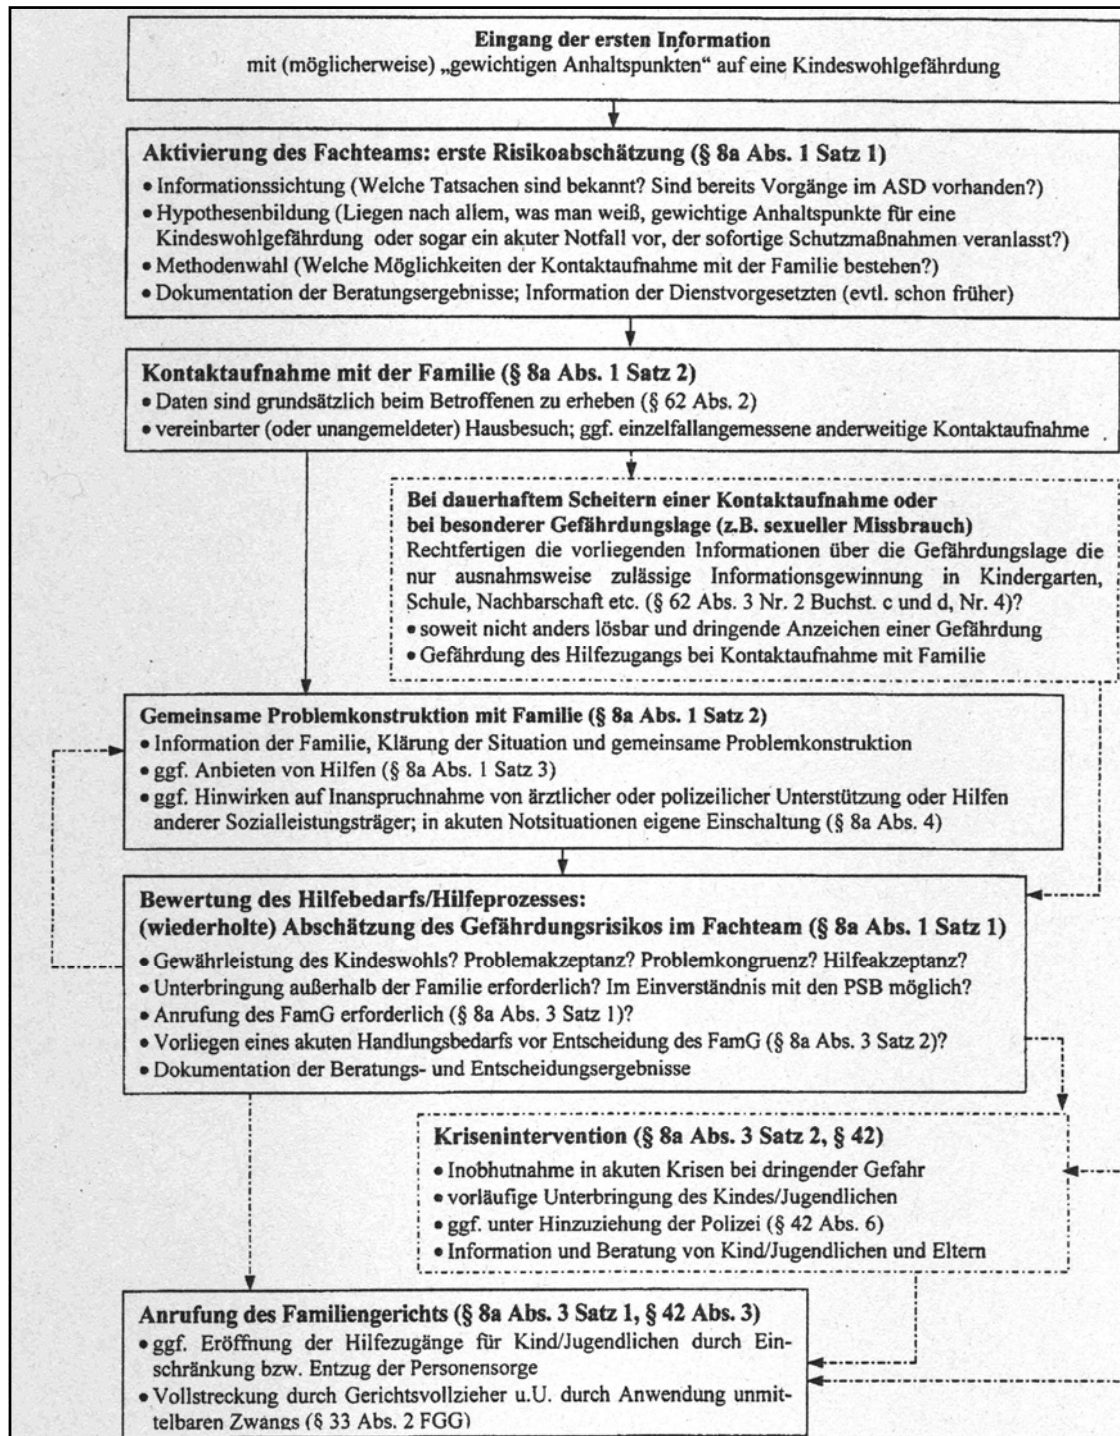 Eingang der ersten Information
mit (möglicherweise) „gewichtigen Anhaltspunkten“ auf eine Kindeswohlgefährdung
Aktivierung des Fachteams: erste Risikoabschätzung (§ 8a Abs. 1 Satz 1)
• Informationssichtung (Welche Tatsachen sind bekannt? Sind bereits Vorgänge im ASD vorhanden?)
• Hypothesenbildung (Liegen nach allem, was man weiß, gewichtige Anhaltspunkte für eine
Kindeswohlgefährdung oder sogar ein akuter Notfall vor, der sofortige Schutzmaßnahmen veranlasst?)
• Methodenwahl (Welche Möglichkeiten der Kontaktaufnahme mit der Familie bestehen?)
• Dokumentation der Beratungsergebnisse; Information der Dienstvorgesetzten (evtl. schon früher)
Kontaktaufnahme mit der Familie (§ 8a Abs. 1 Satz 2)
• Daten sind grundsätzlich beim Betroffenen zu erheben (§ 62 Abs. 2)
• vereinbarter (oder unangemeldeter) Hausbesuch; ggf. einzelfallangemessene anderweitige Kontaktaufnahme
Bei dauerhaftem Scheitern einer Kontaktaufnahme oder
bei besonderer Gefährdungslage (z.B. sexueller Missbrauch)
Rechtfertigen die vorliegenden Informationen über die Gefährdungslage die
nur ausnahmsweise zulässige Informationsgewinnung in Kindergarten,
Schule, Nachbarschaft etc. (§ 62 Abs. 3 Nr. 2 Buchst. c und d, Nr. 4)?
• soweit nicht anders lösbar und dringende Anzeichen einer Gefährdung
• Gefährdung des Hilfezugangs bei Kontaktaufnahme mit Familie
Gemeinsame Problemkonstruktion mit Familie (§ 8a Abs. 1 Satz 2)
• Information der Familie, Klärung der Situation und gemeinsame Problemkonstruktion
• ggf. Anbieten von Hilfen (§ 8a Abs. 1 Satz 3)
• ggf. Hinwirken auf Inanspruchnahme von ärztlicher oder polizeilicher Unterstützung oder Hilfen
anderer Sozialleistungsträger; in akuten Notsituationen eigene Einschaltung (§ 8a Abs. 4)
Bewertung des Hilfebedarfs/Hilfeprozesses:
(wiederholte) Abschätzung des Gefährdungsrisikos im Fachteam (§ 8a Abs. 1 Satz 1)
• Gewährleistung des Kindeswohls? Problemakzeptanz? Problemkongruenz? Hilfeakzeptanz?
• Unterbringung außerhalb der Familie erforderlich? Im Einverständnis mit den PSB möglich?
• Anrufung des FamG erforderlich (§ 8a Abs. 3 Satz 1)?
• Vorliegen eines akuten Handlungsbedarfs vor Entscheidung des FamG (§ 8a Abs. 3 Satz 2)?
• Dokumentation der Beratungs- und Entscheidungsergebnisse
Krisenintervention (§ 8a Abs. 3 Satz 2, § 42)
• Inobhutnahme in akuten Krisen bei dringender Gefahr
• vorläufige Unterbringung des Kindes/Jugendlichen
• ggf. unter Hinzuziehung der Polizei (§ 42 Abs. 6)
• Information und Beratung von Kind/Jugendlichen und Eltern
Anrufung des Familiengerichts (§ 8a Abs. 3 Satz 1, § 42 Abs. 3)
• ggf. Eröffnung der Hilfezugänge für Kind/Jugendlichen durch Ein-
schränkung bzw. Entzug der Personensorge
• Vollstreckung durch Gerichtsvollzieher u.U. durch Anwendung unmit-
telbaren Zwangs (§ 33 Abs. 2 FGG)